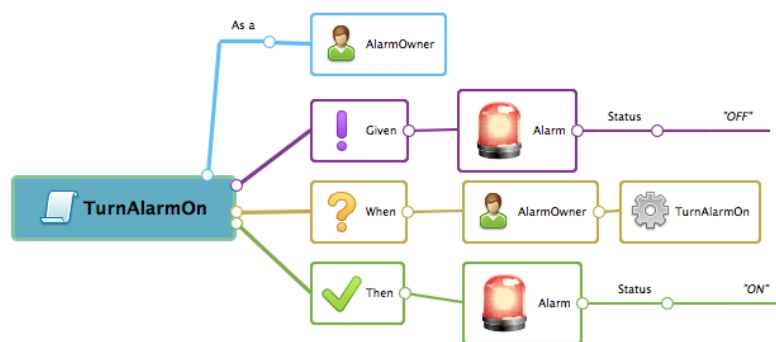 As a
AlarmOwner
Given
Alarm
Status
"OFF"
TurnAlarmOn
When
AlarmOwner
TurnAlarmOn
Then
Alarm
Status
"ON"